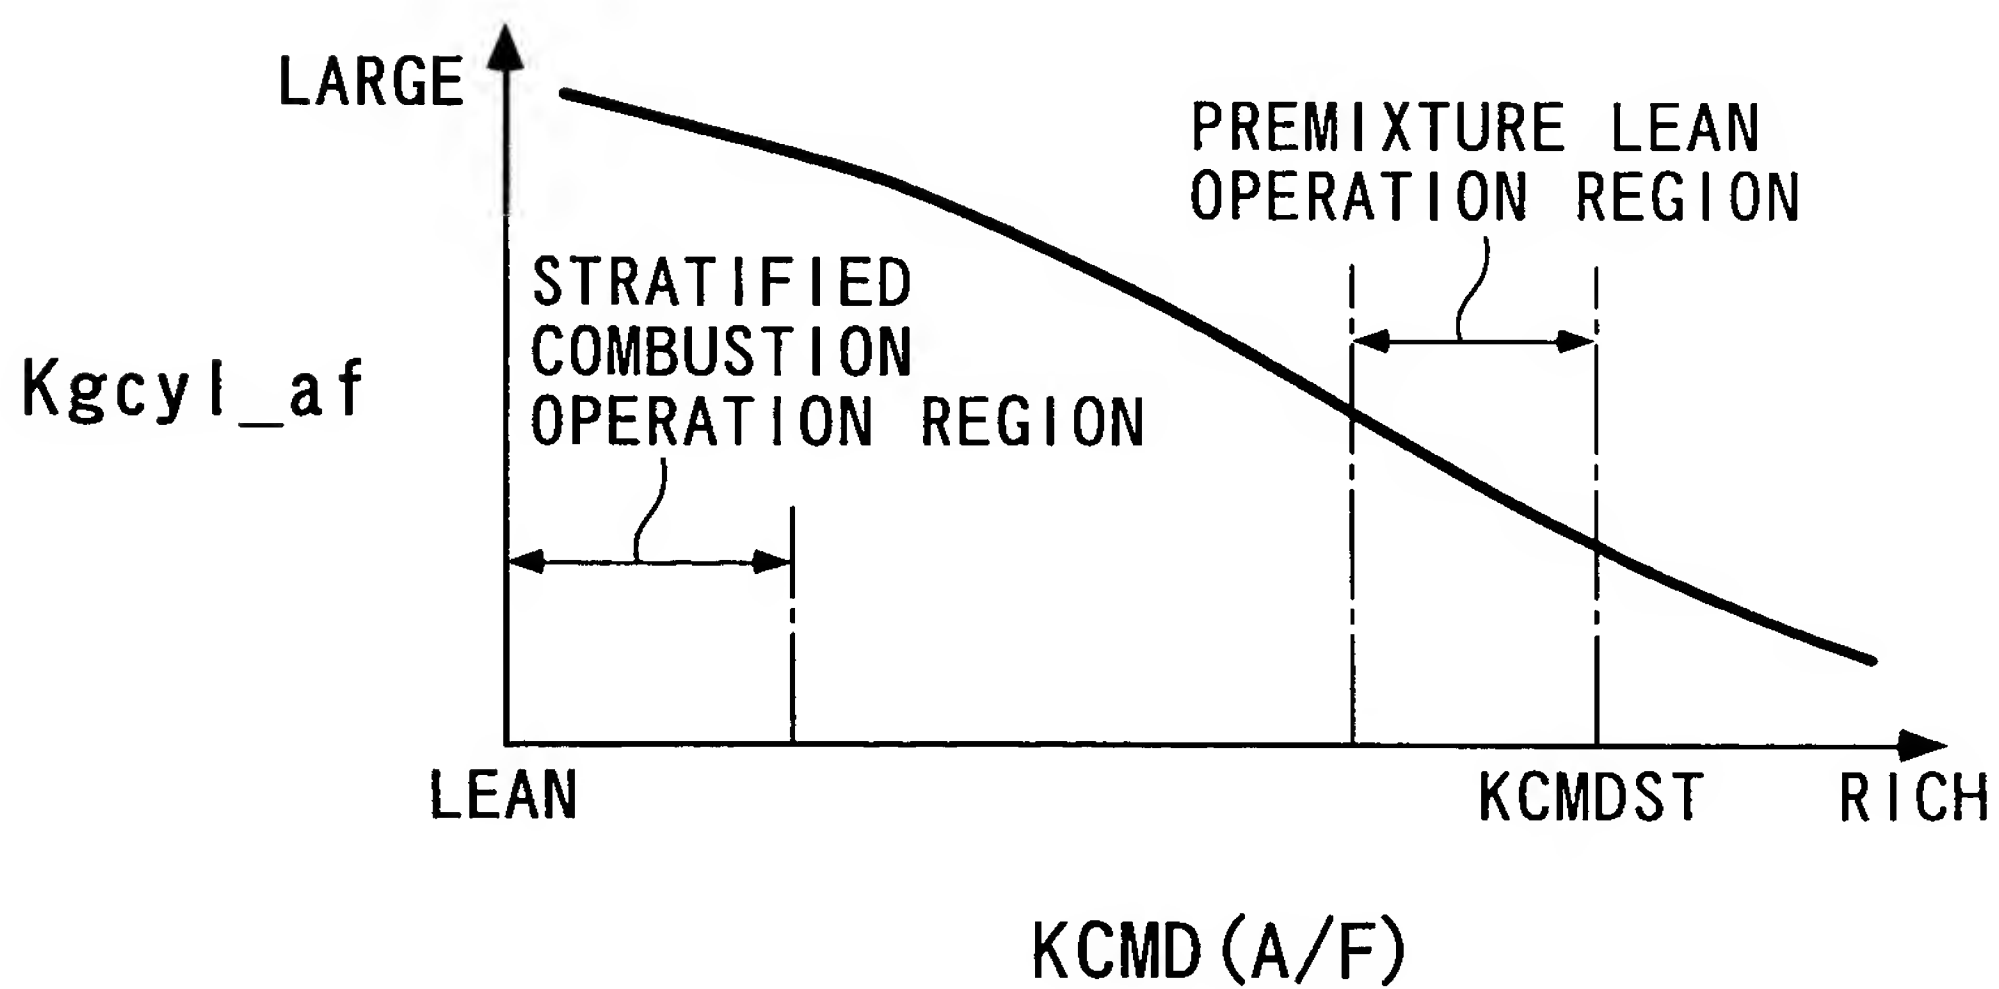 LARGE
PREMIXTURE LEAN
OPERATION REGION
STRATIFIED
COMBUSTION
OPERATION REGION
Kgcyl_af
LEAN
KCMDST
RICH
KCMD(A/F)